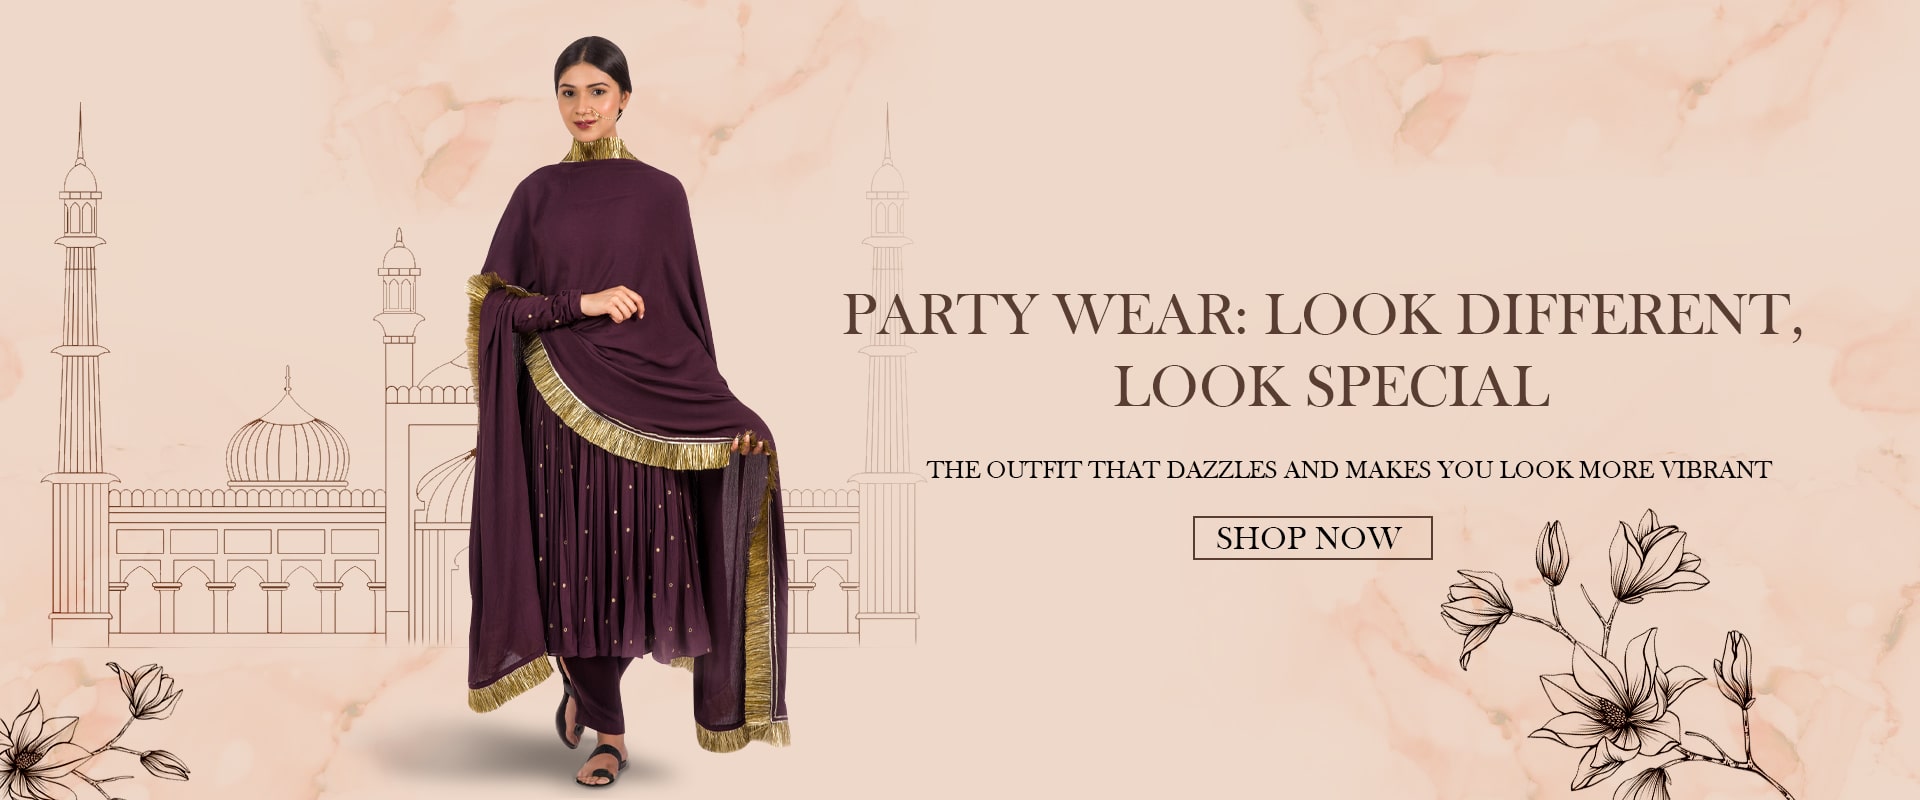 PARTY WEAR: LOOK DIFFERENT,
LOOK SPECIAL
THE OUTFIT THAT DAZZLES AND MAKES YOU LOOK MORE VIBRANT
SHOP NOW